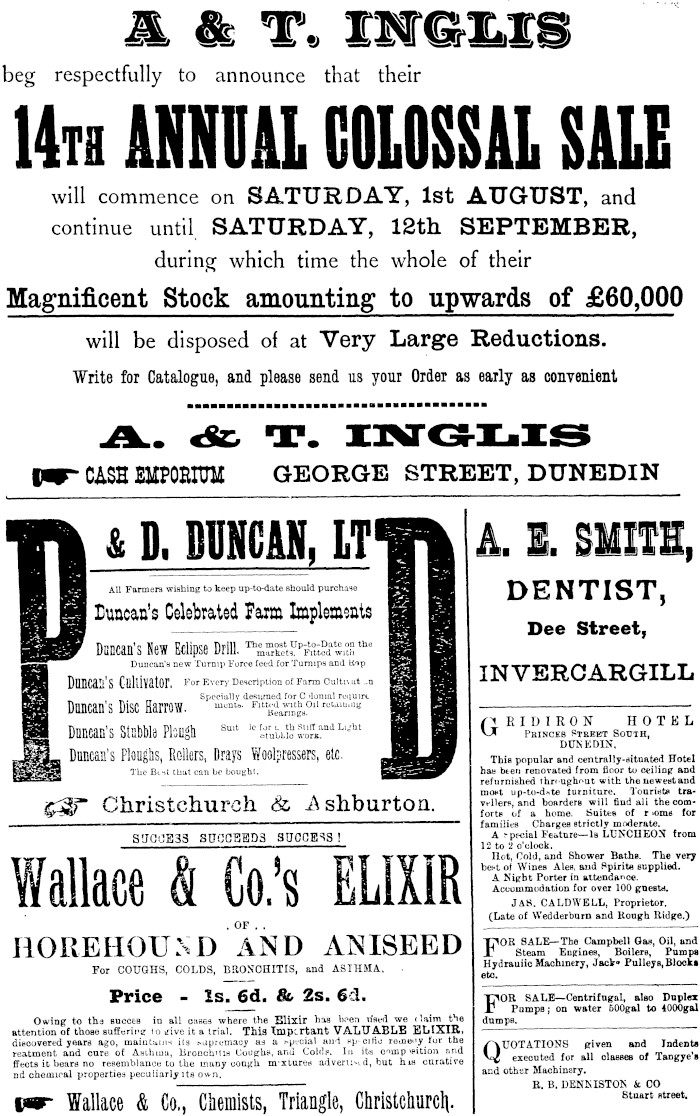 A & T. INGLIS
beg respectfully to announce that their
14TH ANNUAL COLOSSAL SALE
will commence on SATURDAY, 1st AUGUST, and
continue until SATURDAY, 12th SEPTEMBER,
during which time the whole of their
Magnificent Stock amounting to upwards of £60,000
will be disposed of at Very Large Reductions.
Write for Catalogue, and please send us your Order as early as convenient
A. & T. INGLIS
CASH EMPORIUM GEORGE STREET, DUNEDIN
P & D. DUNCAN, LTD
All Farmers wishing to keep up-to-date should purchase
Duncan's Celebrated Farm Implements
Duncan's New Eclipse Drill. The most Up-to-Date on the
markets. Fitted with
Duncan's new Turnip Force feed for Turnips and Rap
Duncan's Cultivator. For Every Description of Farm Cultivat n
Duncan's Disc Harrow. Specially designed for C lonial require
ments. Fitted with Oil retaining
Bearings.
Duncan's Stubble Plough Suit le for th Stiff and Light
stubble work.
Duncan's Ploughs, Rollers, Drays Woolpressers, etc.
The Best that can be bought.
Christchurch & Ashburton.
SUCCESS SUCCEEDS SUCCESS!
Wallace & Co.'s ELIXIR
. OF . .
HOREHOUND AND ANISEED
For COUGHS, COLDS, BRONCHITIS, and ASTHMA.
Price - 1s. 6d. & 2s. 6d.
Owing to the succes in all cases where the Elixir has been used we claim the
attention of those suffering to give it a trial. This Important VALUABLE ELIXIR,
discovered years ago, maintains its supremacy as a special and specific remedy for the
reatment and cure of Asthma, Bronchitis Coughs, and Colds. In its composition and
ffects it bears no resemblance to the many cough mixtures advertised, but his curative
nd chemical properties peculiarly its own.
Wallace & Co., Chemists, Triangle, Christchurch.
A. E. SMITH,
DENTIST,
Dee Street,
INVERCARGILL
GRIDIRON HOTEL
PRINCES STREET SOUTH,
DUNEDIN.
This popular and centrally-situated Hotel
has been renovated from floor to ceiling and
refurnished throughout with the newest and
most up-to-date furniture. Tourists tra-
vellers, and boarders will find all the com-
forts of a home. Suites of rooms for
families Charges strictly moderate.
A special Feature—1s LUNCHEON from
12 to 2 o'clock.
Hot, Cold, and Shower Baths. The very
best of Wines Ales, and Spirits supplied.
A Night Porter in attendance.
Accommodation for over 100 guests.
JAS. CALDWELL, Proprietor.
(Late of Wedderburn and Rough Ridge.)
FOR SALE—The Campbell Gas, Oil, and
Steam Engines, Boilers, Pumps
Hydraulic Machinery, Jacks Pulleys, Blocks
etc.
FOR SALE—Centrifugal, also Duplex
Pumps; on water 500gal to 4000gal
dumps.
QUOTATIONS given and Indents
executed for all classes of Tangye's
and other Machinery.
R. B. DENNISTON & CO
Stuart street.